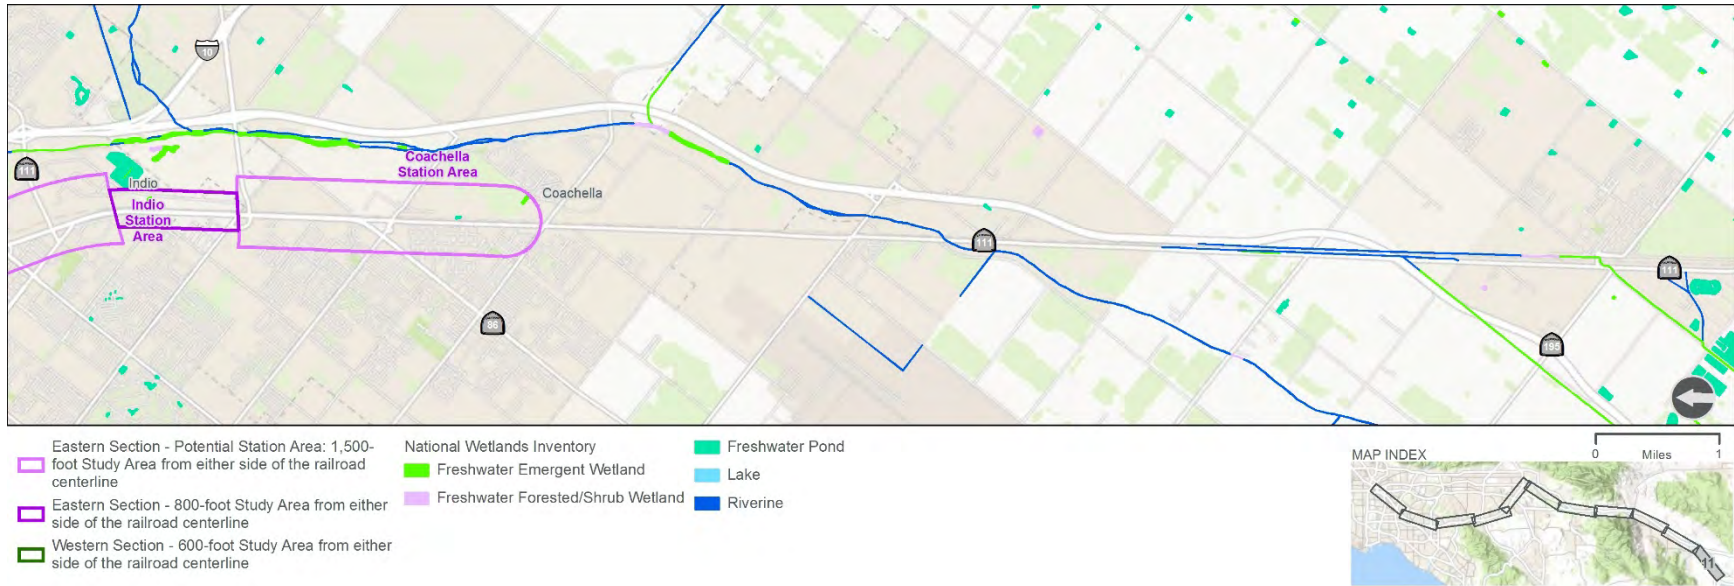 10
111
Coachella
Station Area
Indio
Indio
Station
Area
Coachella
111
111
86
195
Eastern Section - Potential Station Area: 1,500-
foot Study Area from either side of the railroad
centerline
Eastern Section - 800-foot Study Area from either
side of the railroad centerline
Western Section - 600-foot Study Area from either
side of the railroad centerline
National Wetlands Inventory
Freshwater Emergent Wetland
Freshwater Forested/Shrub Wetland
Freshwater Pond
Lake
Riverine
MAP INDEX
0 Miles 1
11